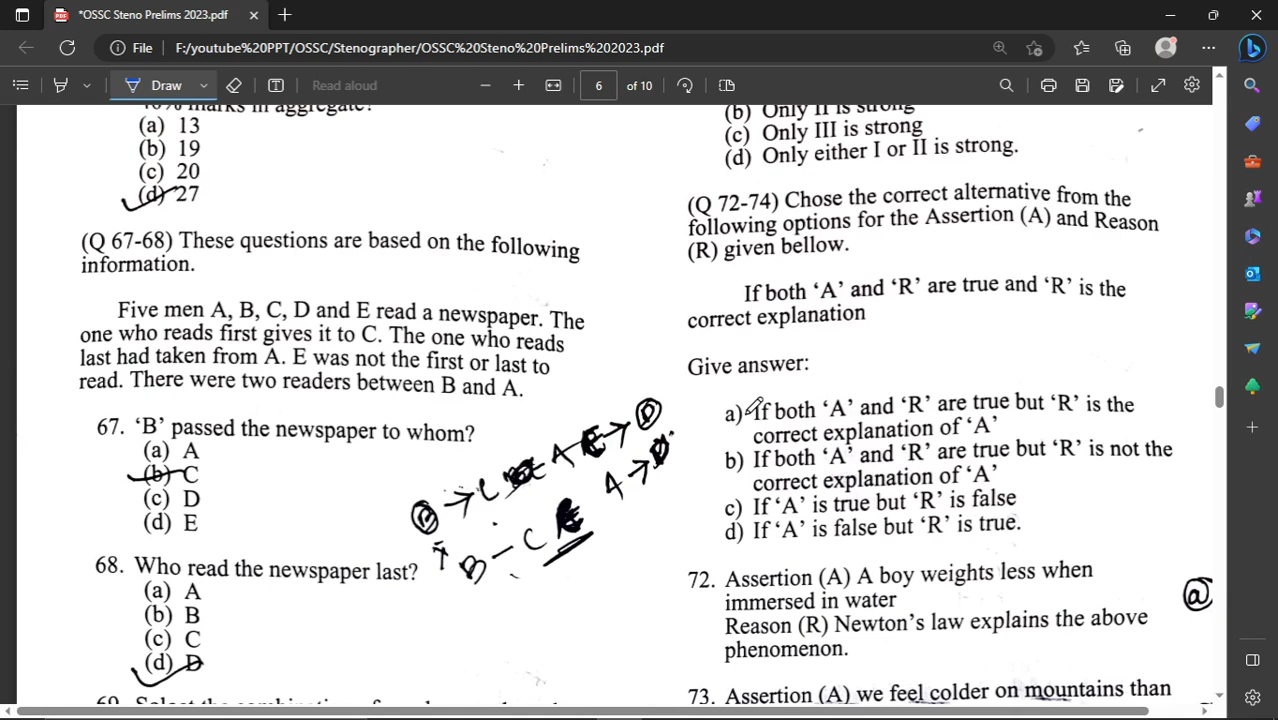 *OSSC Steno Prelims 2023.pdf
File
F:/youtube%20PPT/OSSC/Stenographer/OSSC%20Steno%20Prelims%202023.pdf
Draw
Read aloud
6
of 10
10% marks in aggregate?
(a) 13
(b) 19
(c) 20
(d) 27
(Q 67-68) These questions are based on the following
information.
Five men A, B, C, D and E read a newspaper. The
one who reads first gives it to C. The one who reads
last had taken from A. E was not the first or last to
read. There were two readers between B and A.
67. 'B' passed the newspaper to whom?
(a) A
(b) C
(c) D
(d) E
68. Who read the newspaper last?
(a) A
(b) B
(c) C
(d) D
B → C A E → D
B – C E A → D
(b) Only II is strong
(c) Only III is strong
(d) Only either I or II is strong.
(Q 72-74) Chose the correct alternative from the
following options for the Assertion (A) and Reason
(R) given bellow.
If both 'A' and 'R' are true and 'R' is the
correct explanation
Give answer:
a) If both 'A' and 'R' are true but 'R' is the
correct explanation of 'A'
b) If both 'A' and 'R' are true but 'R' is not the
correct explanation of 'A'
c) If 'A' is true but 'R' is false
d) If 'A' is false but 'R' is true.
72. Assertion (A) A boy weights less when
immersed in water
Reason (R) Newton's law explains the above
phenomenon.
a
73. Assertion (A) we feel colder on mountains than